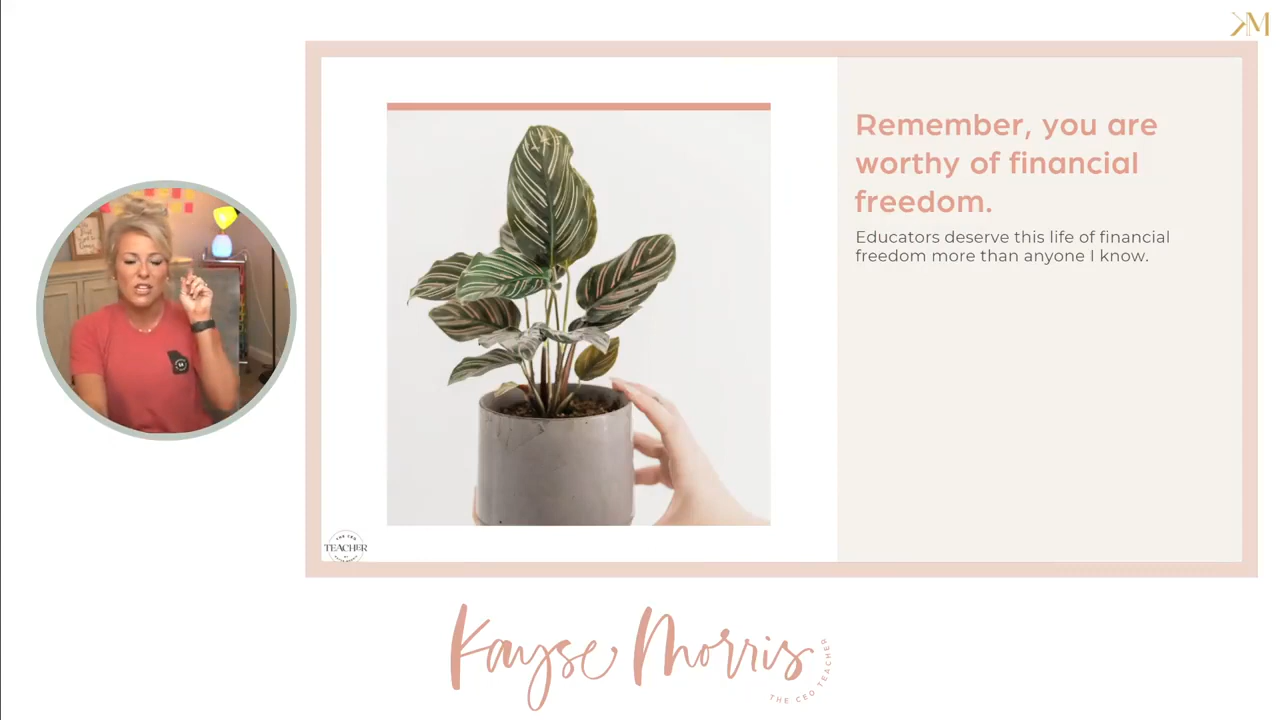 KM
Remember, you are
worthy of financial
freedom.
Educators deserve this life of financial
freedom more than anyone I know.
THE CEO
TEACHER
Kayse Morris
THE CEO TEACHER